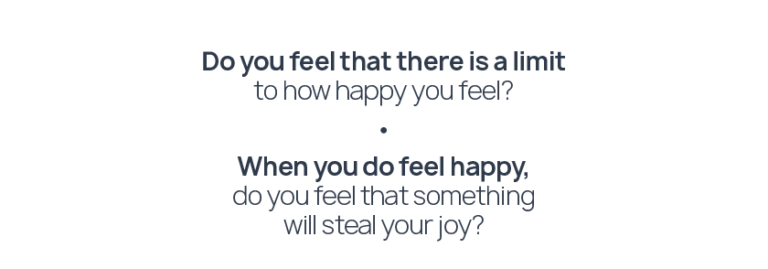 Do you feel that there is a limit
to how happy you feel?
•
When you do feel happy,
do you feel that something
will steal your joy?